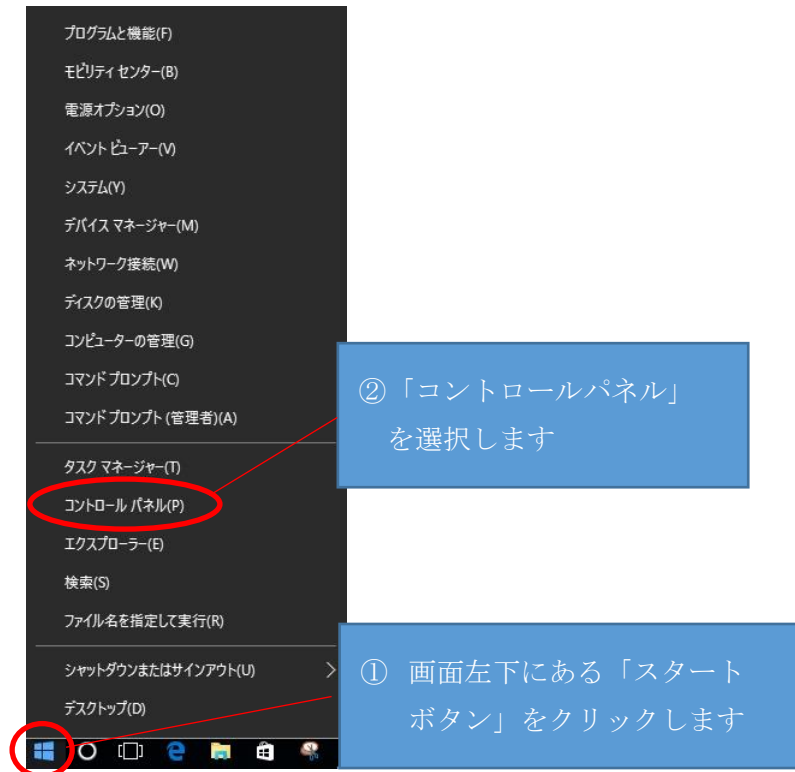 プログラムと機能(F)
モビリティ センター(B)
電源オプション(O)
イベント ビューアー(V)
システム(Y)
デバイス マネージャー(M)
ネットワーク接続(W)
ディスクの管理(K)
コンピューターの管理(G)
コマンド プロンプト(C)
コマンド プロンプト (管理者)(A)
タスク マネージャー(T)
コントロール パネル(P)
エクスプローラー(E)
検索(S)
ファイル名を指定して実行(R)
シャットダウンまたはサインアウト(U)
デスクトップ(D)
②「コントロールパネル」
を選択します
① 画面左下にある「スタート
ボタン」をクリックします